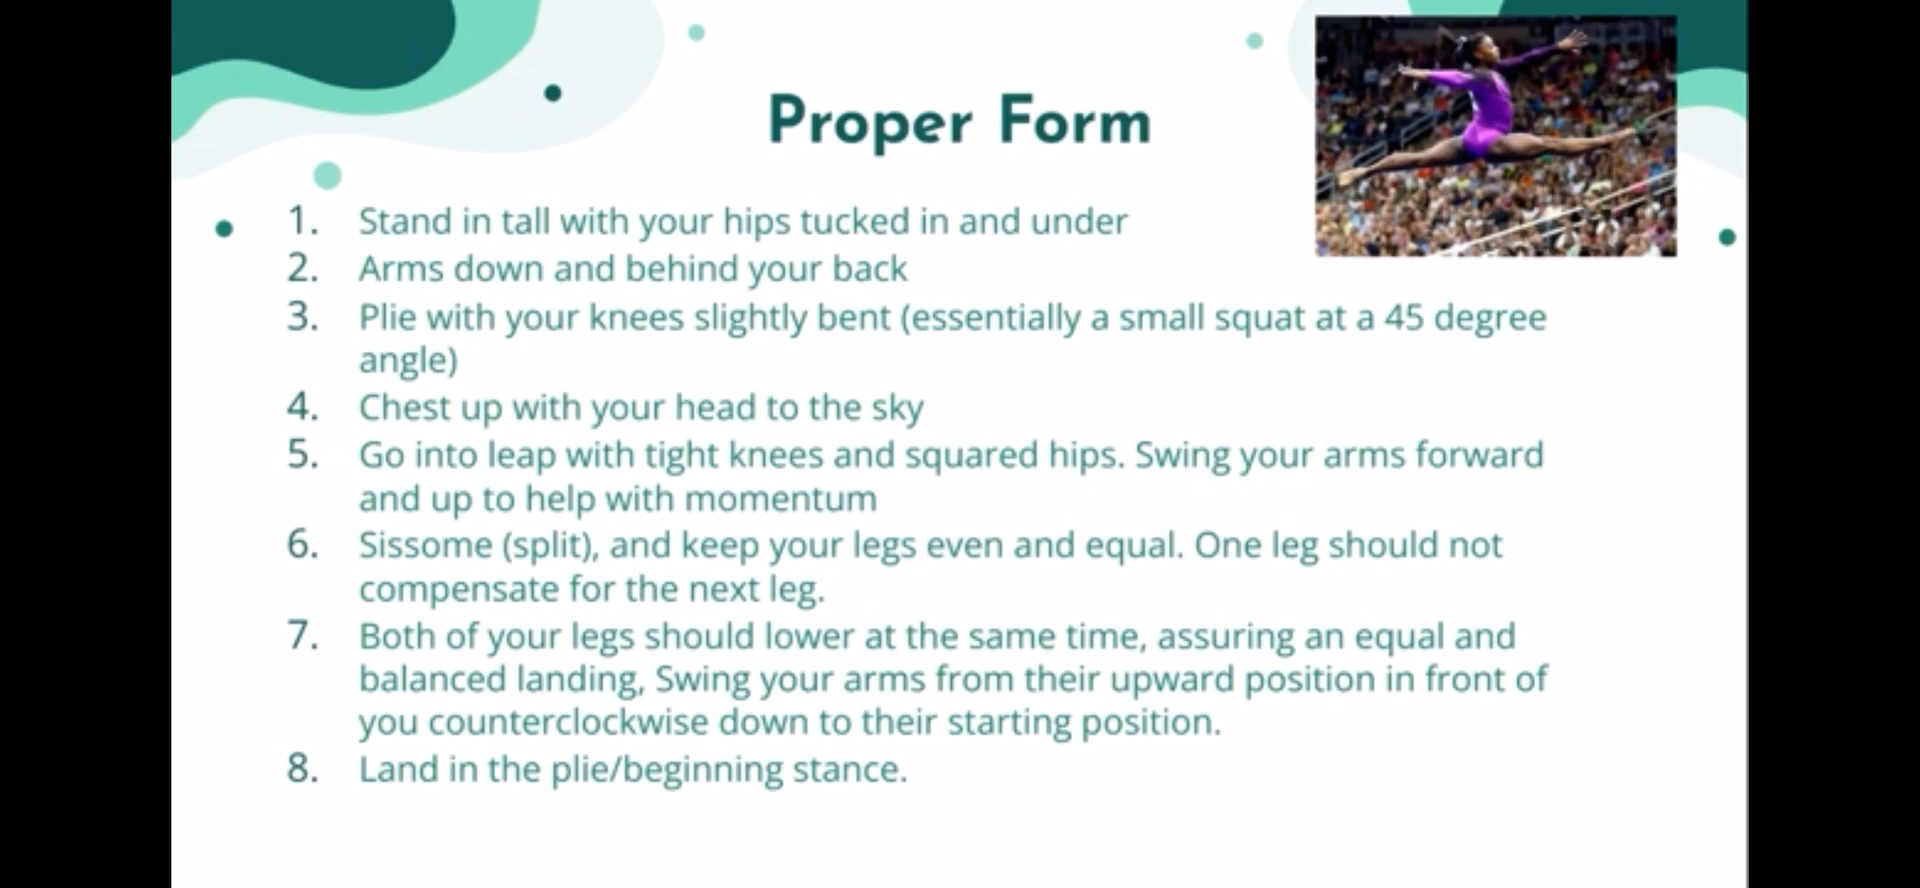 Proper Form
1. Stand in tall with your hips tucked in and under
2. Arms down and behind your back
3. Plie with your knees slightly bent (essentially a small squat at a 45 degree
angle)
4. Chest up with your head to the sky
5. Go into leap with tight knees and squared hips. Swing your arms forward
and up to help with momentum
6. Sissome (split), and keep your legs even and equal. One leg should not
compensate for the next leg.
7. Both of your legs should lower at the same time, assuring an equal and
balanced landing, Swing your arms from their upward position in front of
you counterclockwise down to their starting position.
8. Land in the plie/beginning stance.